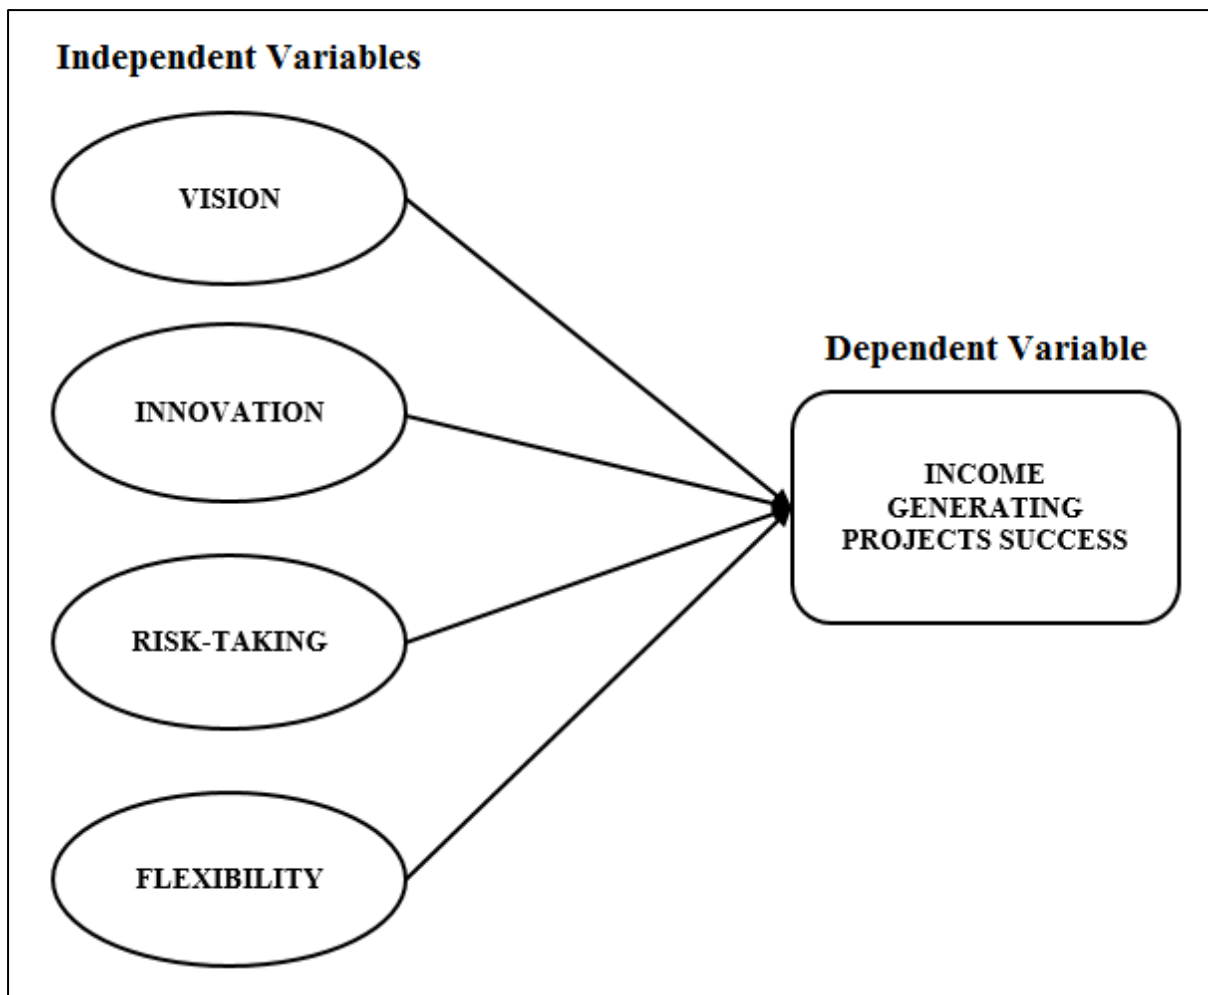 Independent Variables
VISION
INNOVATION
RISK-TAKING
FLEXIBILITY
Dependent Variable
INCOME
GENERATING
PROJECTS SUCCESS